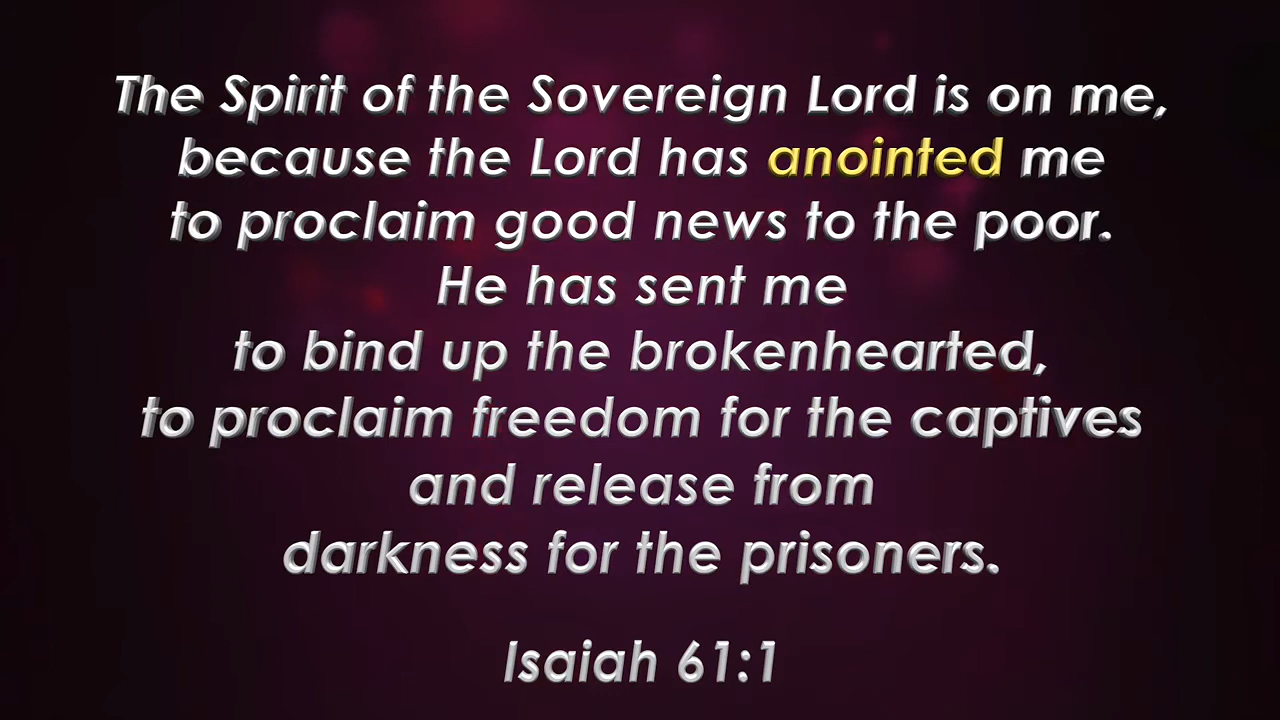 The Spirit of the Sovereign Lord is on me,
because the Lord has anointed me
to proclaim good news to the poor.
He has sent me
to bind up the brokenhearted,
to proclaim freedom for the captives
and release from
darkness for the prisoners.
Isaiah 61:1